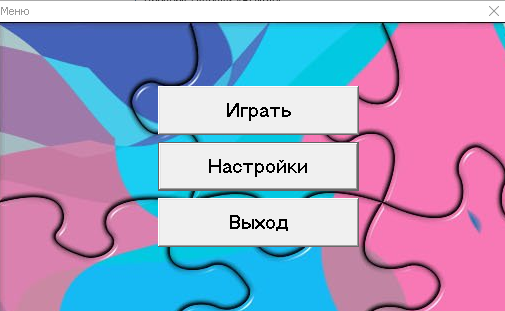 Меню
Играть
Настройки
Выход